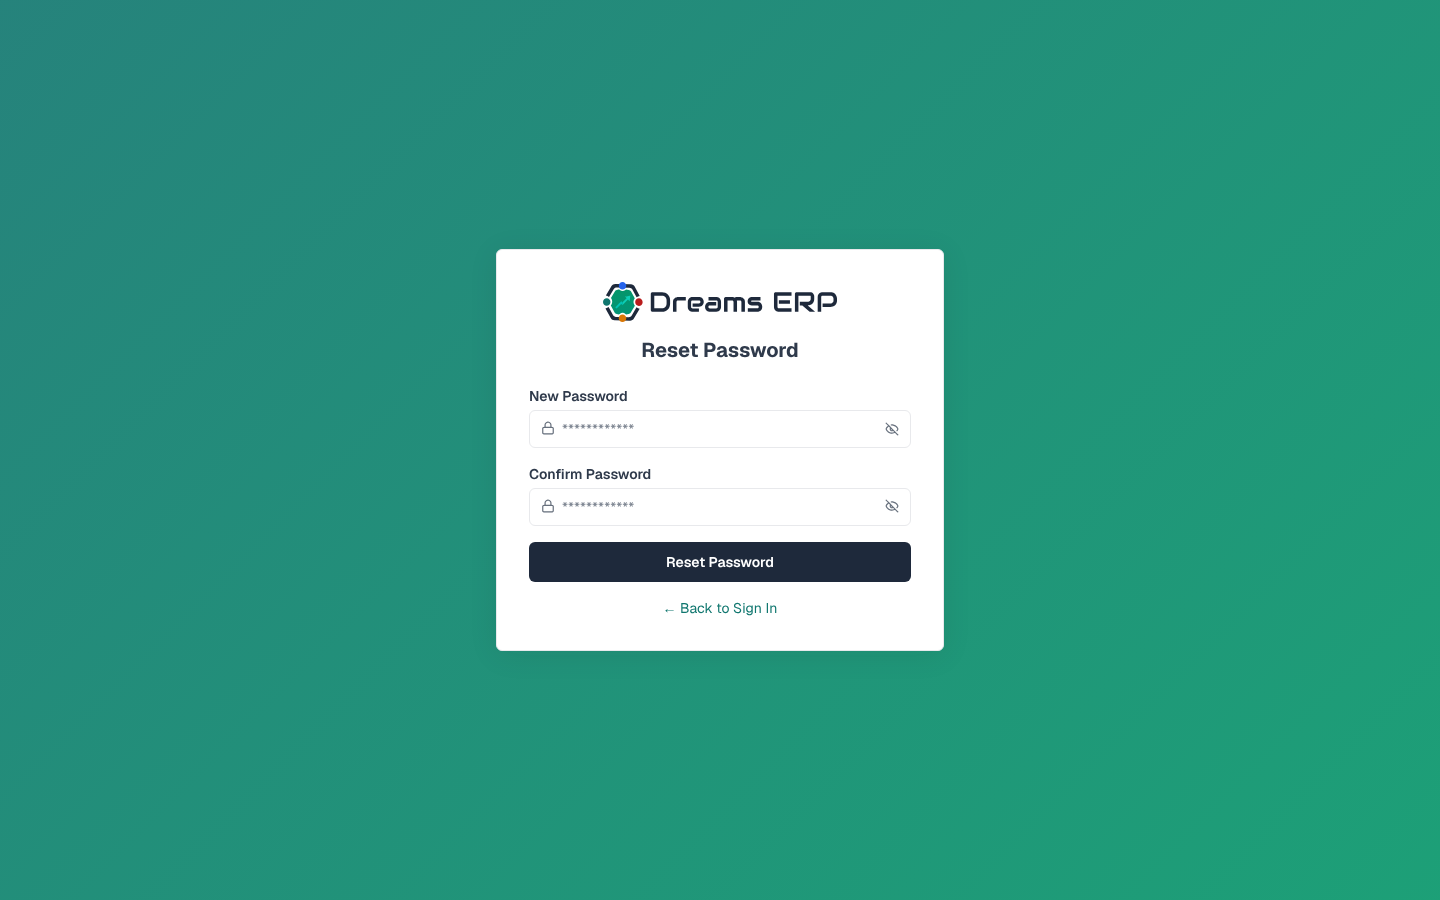 Dreams ERP
Reset Password
New Password
************
Confirm Password
************
Reset Password
← Back to Sign In